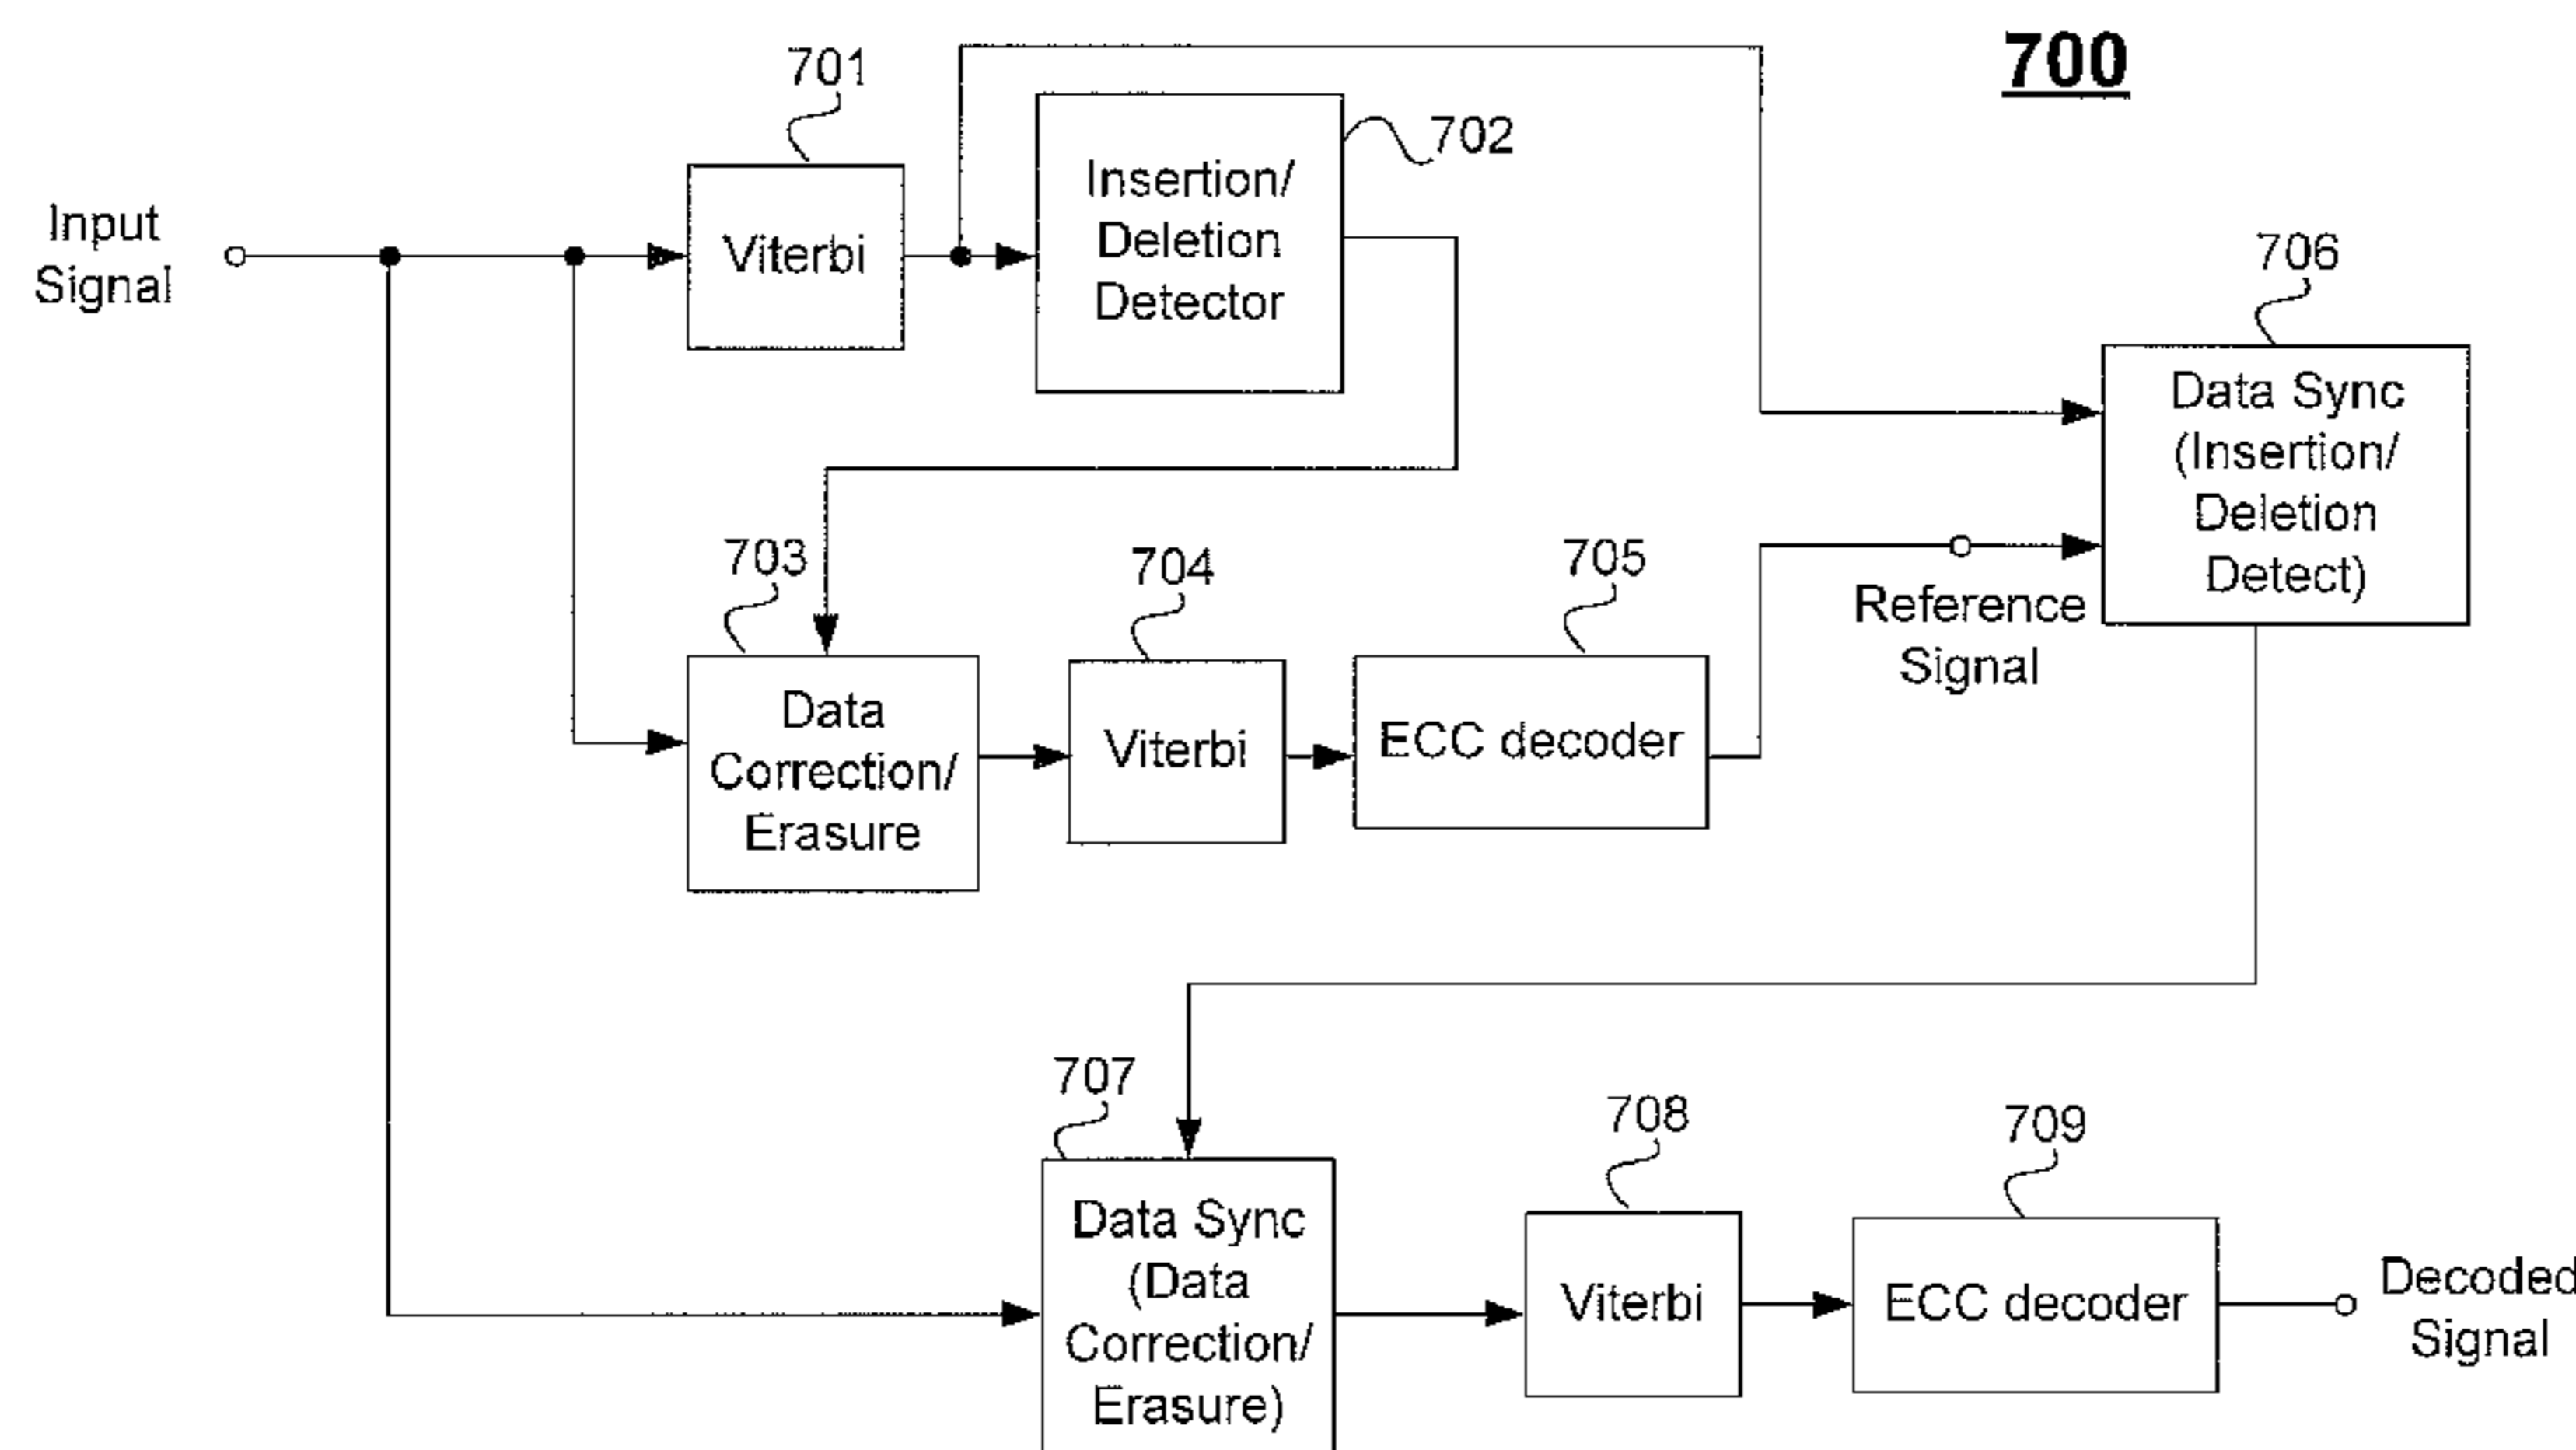 700
701
702
Input
Signal
Viterbi
Insertion/
Deletion
Detector
706
Data Sync
(Insertion/
Deletion
Detect)
703
704
705
Reference
Signal
Data
Correction/
Erasure
Viterbi
ECC decoder
707
708
709
Data Sync
(Data
Correction/
Erasure)
Viterbi
ECC decoder
Decoded
Signal